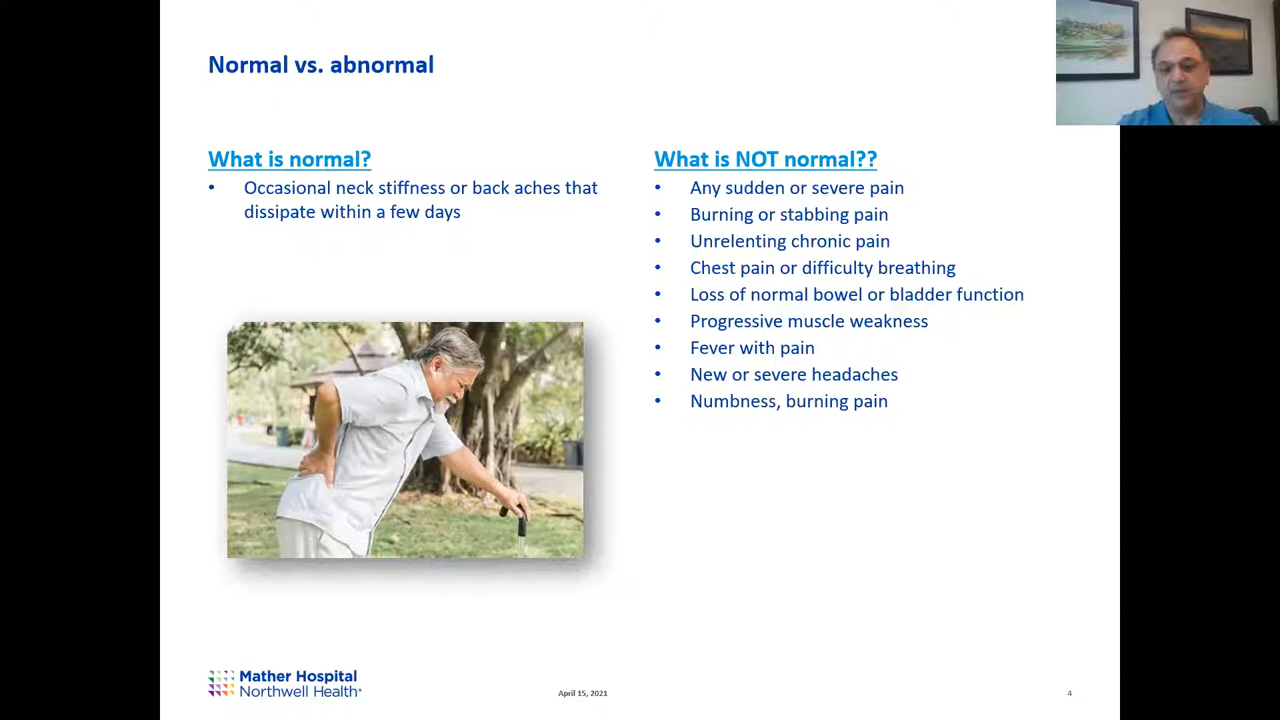 Normal vs. abnormal
What is normal?
• Occasional neck stiffness or back aches that
dissipate within a few days
What is NOT normal??
• Any sudden or severe pain
• Burning or stabbing pain
• Unrelenting chronic pain
• Chest pain or difficulty breathing
• Loss of normal bowel or bladder function
• Progressive muscle weakness
• Fever with pain
• New or severe headaches
• Numbness, burning pain
Mather Hospital
Northwell Health®
April 15, 2021
4